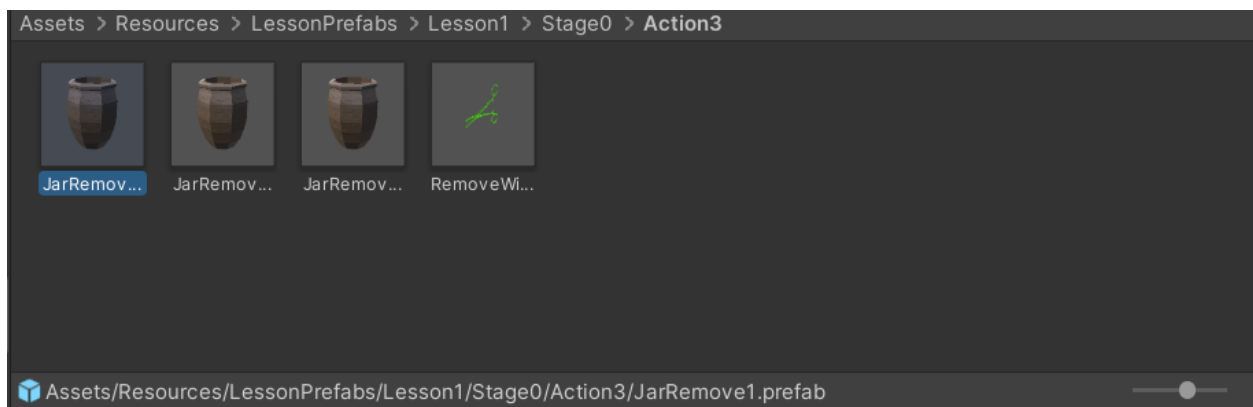 Assets > Resources > LessonPrefabs > Lesson1 > Stage0 > Action3
JarRemov... JarRemov... JarRemov... RemoveWi...
Assets/Resources/LessonPrefabs/Lesson1/Stage0/Action3/JarRemove1.prefab